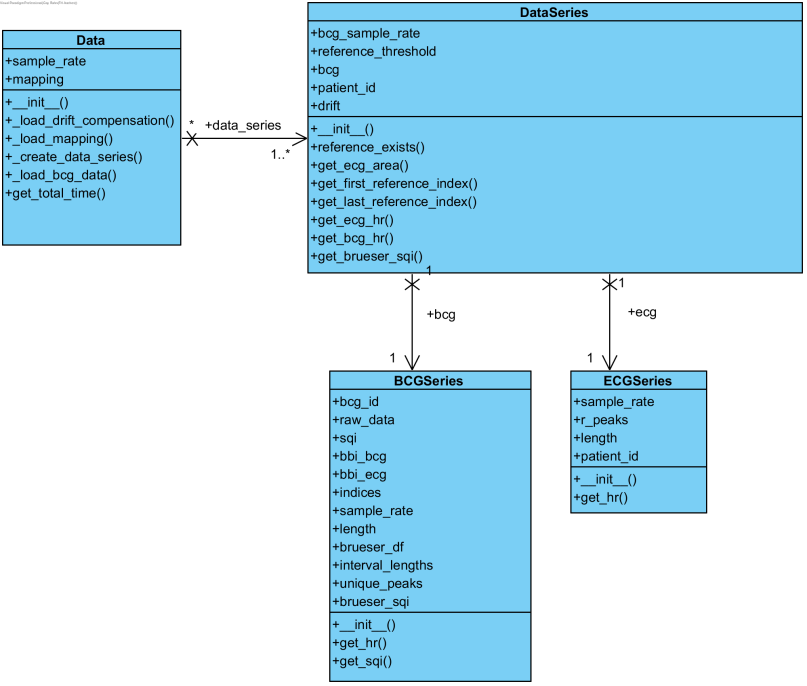 Data
+sample_rate
+mapping
+__init__()
+_load_drift_compensation()
+_load_mapping()
+_create_data_series()
+_load_bcg_data()
+get_total_time()
*
+data_series
1..*
DataSeries
+bcg_sample_rate
+reference_threshold
+bcg
+patient_id
+drift
+__init__()
+reference_exists()
+get_ecg_area()
+get_first_reference_index()
+get_last_reference_index()
+get_ecg_hr()
+get_bcg_hr()
+get_brueser_sqi()
1
+bcg
1
1
+ecg
1
BCGSeries
+bcg_id
+raw_data
+sqi
+bbi_bcg
+bbi_ecg
+indices
+sample_rate
+length
+brueser_df
+interval_lengths
+unique_peaks
+brueser_sqi
+__init__()
+get_hr()
+get_sqi()
ECGSeries
+sample_rate
+r_peaks
+length
+patient_id
+__init__()
+get_hr()